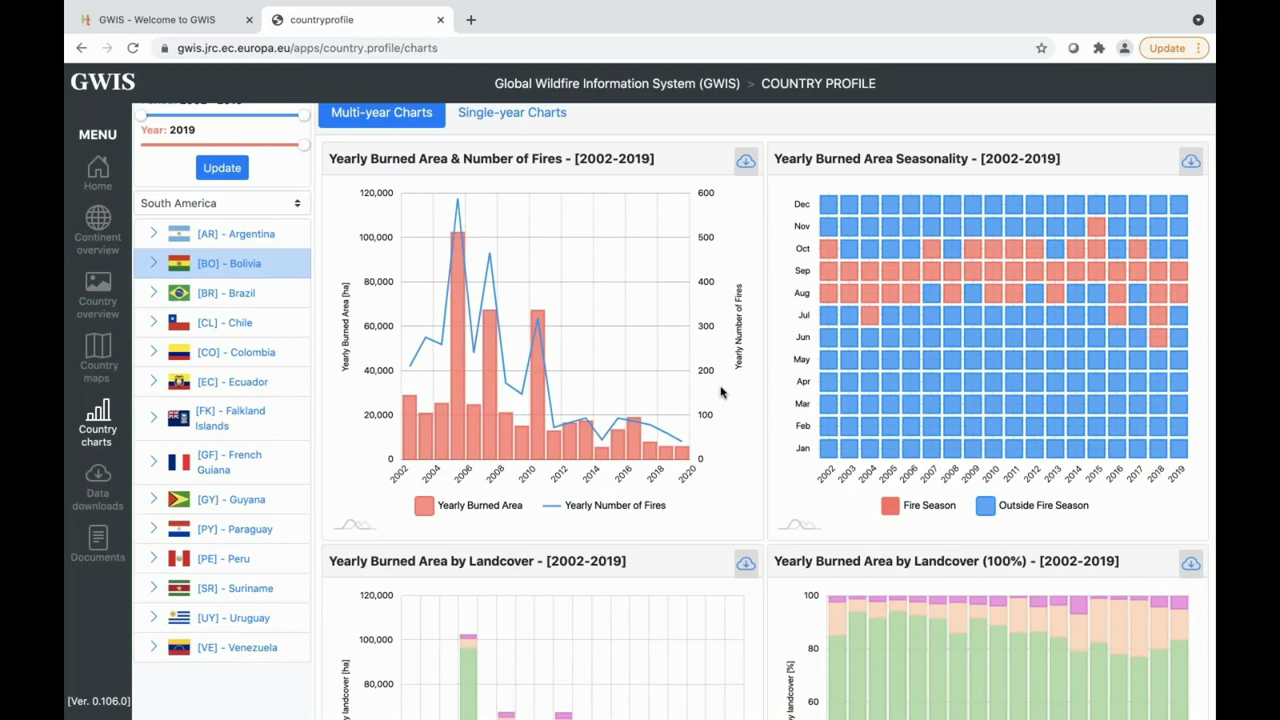 GWIS - Welcome to GWIS
countryprofile
gwis.jrc.ec.europa.eu/apps/country.profile/charts
Update
GWIS
Global Wildfire Information System (GWIS) > COUNTRY PROFILE
MENU
Home
Continent
overview
Country
overview
Country
maps
Country
charts
Data
downloads
Documents
[Ver. 0.106.0]
Year: 2019
Update
South America
[AR] - Argentina
[BO] - Bolivia
[BR] - Brazil
[CL] - Chile
[CO] - Colombia
[EC] - Ecuador
[FK] - Falkland
Islands
[GF] - French
Guiana
[GY] - Guyana
[PY] - Paraguay
[PE] - Peru
[SR] - Suriname
[UY] - Uruguay
[VE] - Venezuela
Multi-year Charts
Single-year Charts
Yearly Burned Area & Number of Fires - [2002-2019]
120,000
100,000
80,000
60,000
40,000
20,000
0
Yearly Burned Area [ha]
600
500
400
300
200
100
0
Yearly Number of Fires
2002
2004
2006
2008
2010
2012
2014
2016
2018
2020
Yearly Burned Area
Yearly Number of Fires
Yearly Burned Area Seasonality - [2002-2019]
Dec
Nov
Oct
Sep
Aug
Jul
Jun
May
Apr
Mar
Feb
Jan
2002
2003
2004
2005
2006
2007
2008
2009
2010
2011
2012
2013
2014
2015
2016
2017
2018
2019
Fire Season
Outside Fire Season
Yearly Burned Area by Landcover - [2002-2019]
120,000
100,000
80,000
by landcover [ha]
Yearly Burned Area by Landcover (100%) - [2002-2019]
100
80
60
by landcover [%]